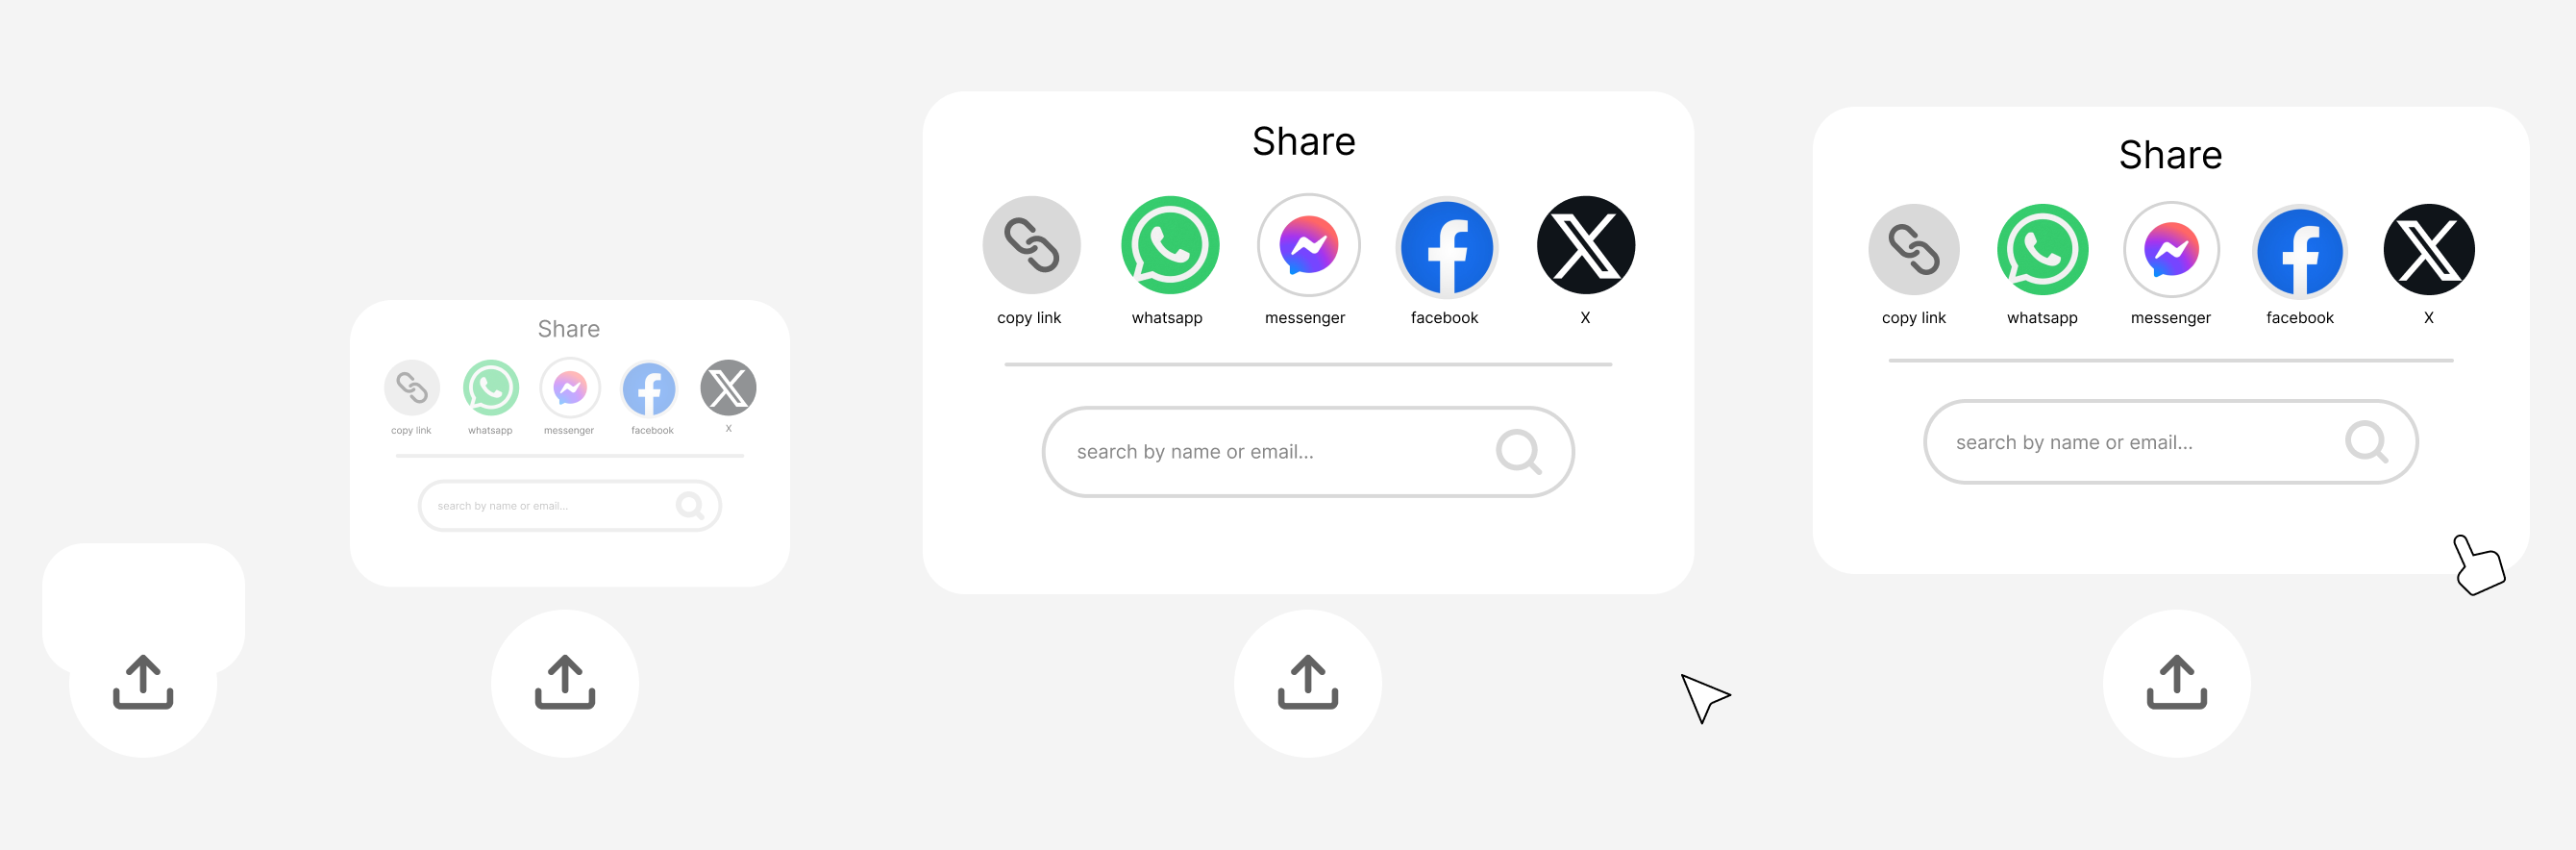 Share
copy link
whatsapp
messenger
facebook
X
search by name or email...
Share
copy link
whatsapp
messenger
facebook
X
search by name or email...
Share
copy link
whatsapp
messenger
facebook
X
search by name or email...